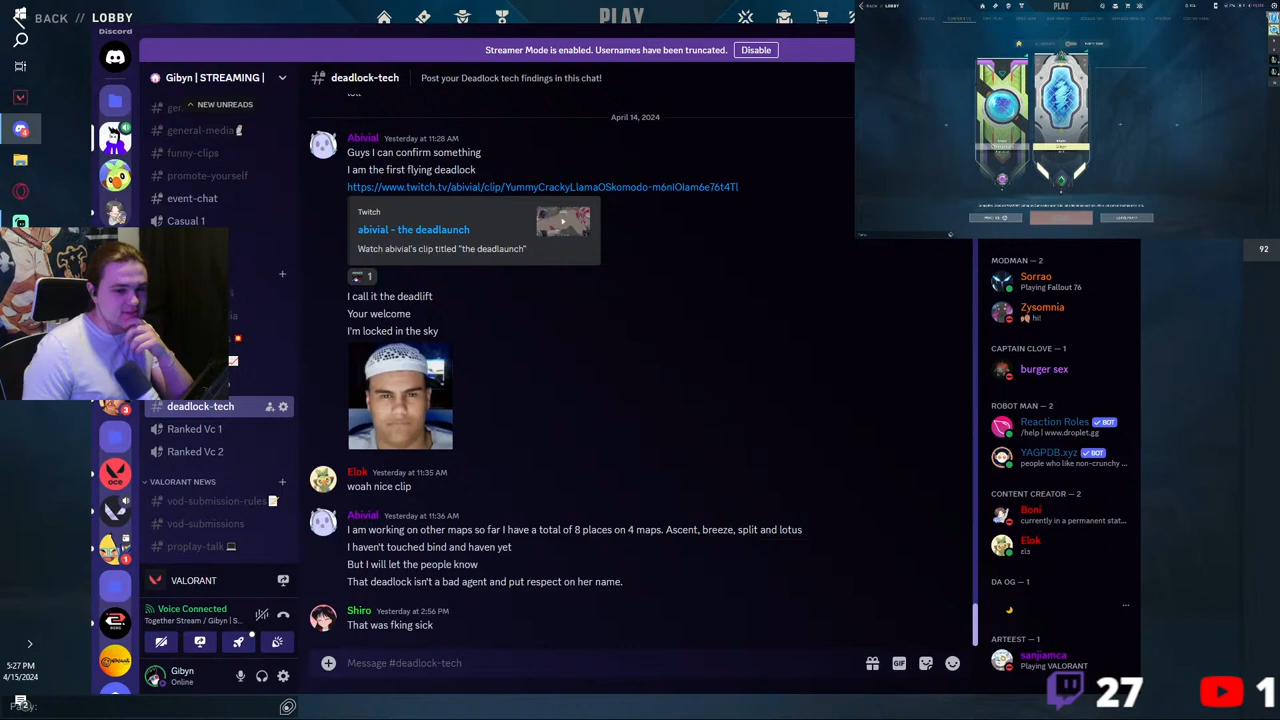 BACK // LOBBY
PLAY
Discord
Streamer Mode is enabled. Usernames have been truncated.
Disable
Gibyn | STREAMING |
NEW UNREADS
general-media
funny-clips
promote-yourself
event-chat
Casual 1
deadlock-tech
Ranked Vc 1
Ranked Vc 2
VALORANT NEWS
vod-submission-rules
vod-submissions
proplay-talk
VALORANT
Voice Connected
Together Stream / Gibyn | S...
Gibyn
Online
3
1
5:27 PM
4/15/2024
deadlock-tech
Post your Deadlock tech findings in this chat!
April 14, 2024
Abivial Yesterday at 11:28 AM
Guys I can confirm something
I am the first flying deadlock
https://www.twitch.tv/abivial/clip/YummyCrackyLlamaOSkomodo-m6nIOIam6e76t4Tl
Twitch
abivial - the deadlaunch
Watch abivial's clip titled "the deadlaunch"
1
I call it the deadlift
Your welcome
I'm locked in the sky
Elok Yesterday at 11:35 AM
woah nice clip
Abivial Yesterday at 11:36 AM
I am working on other maps so far I have a total of 8 places on 4 maps. Ascent, breeze, split and lotus
I haven't touched bind and haven yet
But I will let the people know
That deadlock isn't a bad agent and put respect on her name.
Shiro Yesterday at 2:56 PM
That was fking sick
Message #deadlock-tech
GIF
BACK // LOBBY
PLAY
92
MODMAN — 2
Sorrao
Playing Fallout 76
Zysomnia
hi!
CAPTAIN CLOVE — 1
burger sex
ROBOT MAN — 2
Reaction Roles BOT
/help | www.droplet.gg
YAGPDB.xyz BOT
people who like non-crunchy ...
CONTENT CREATOR — 2
Boni
currently in a permanent stat...
Elok
DA OG — 1
ARTEEST — 1
sanjiamca
Playing VALORANT
27
1